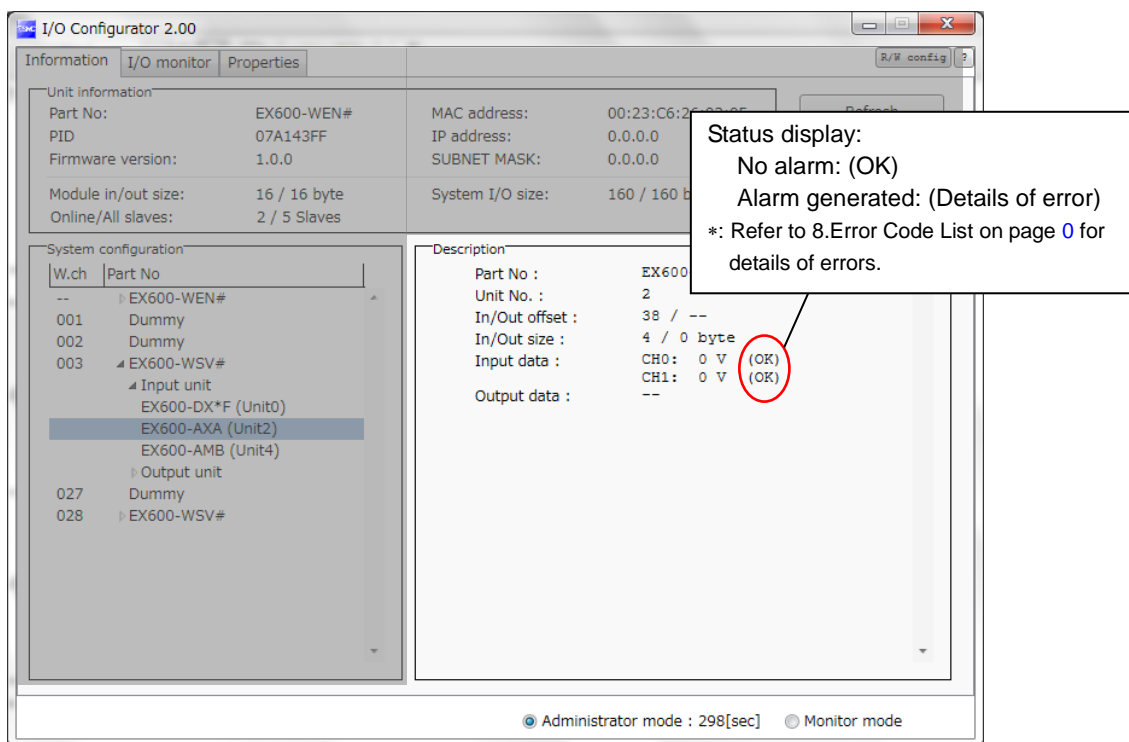 I/O Configurator 2.00
Information I/O monitor Properties R/W config ?
Unit information
Part No: EX600-WEN# MAC address:
PID 07A143FF IP address: 0.0.0.0
Firmware version: 1.0.0 SUBNET MASK: 0.0.0.0
Module in/out size: 16 / 16 byte System I/O size: 160 / 160
Online/All slaves: 2 / 5 Slaves
Status display:
No alarm: (OK)
Alarm generated: (Details of error)
*: Refer to 8.Error Code List on page 0 for
details of errors.
System configuration
W.ch Part No
-- EX600-WEN#
001 Dummy
002 Dummy
003 EX600-WSV#
Input unit
EX600-DX*F (Unit0)
EX600-AXA (Unit2)
EX600-AMB (Unit4)
Output unit
027 Dummy
028 EX600-WSV#
Description
Part No : EX600
Unit No. : 2
In/Out offset : 38 / --
In/Out size : 4 / 0 byte
Input data : CH0: 0 V (OK)
CH1: 0 V (OK)
Output data : --
Administrator mode : 298[sec] Monitor mode